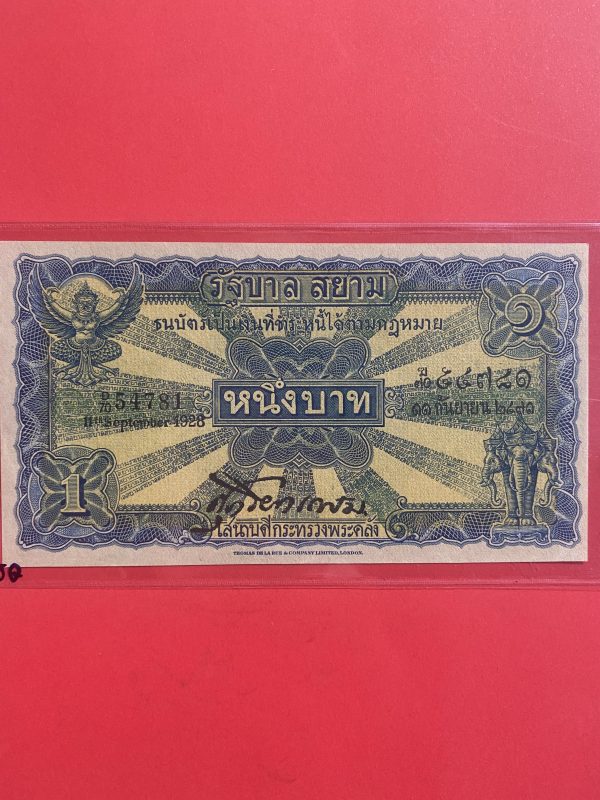 รัฐบาล สยาม
ธนบัตร์เป็นเงินที่ชำระหนี้ได้ตามกฎหมาย
๑
54781
๕๔๗๘๑
หนึ่งบาท
11th September 1928
๑๑ กันยายน ๒๔๗๑
1
เสนาบดีกระทรวงพระคลัง
THOMAS DE LA RUE & COMPANY LIMITED, LONDON.